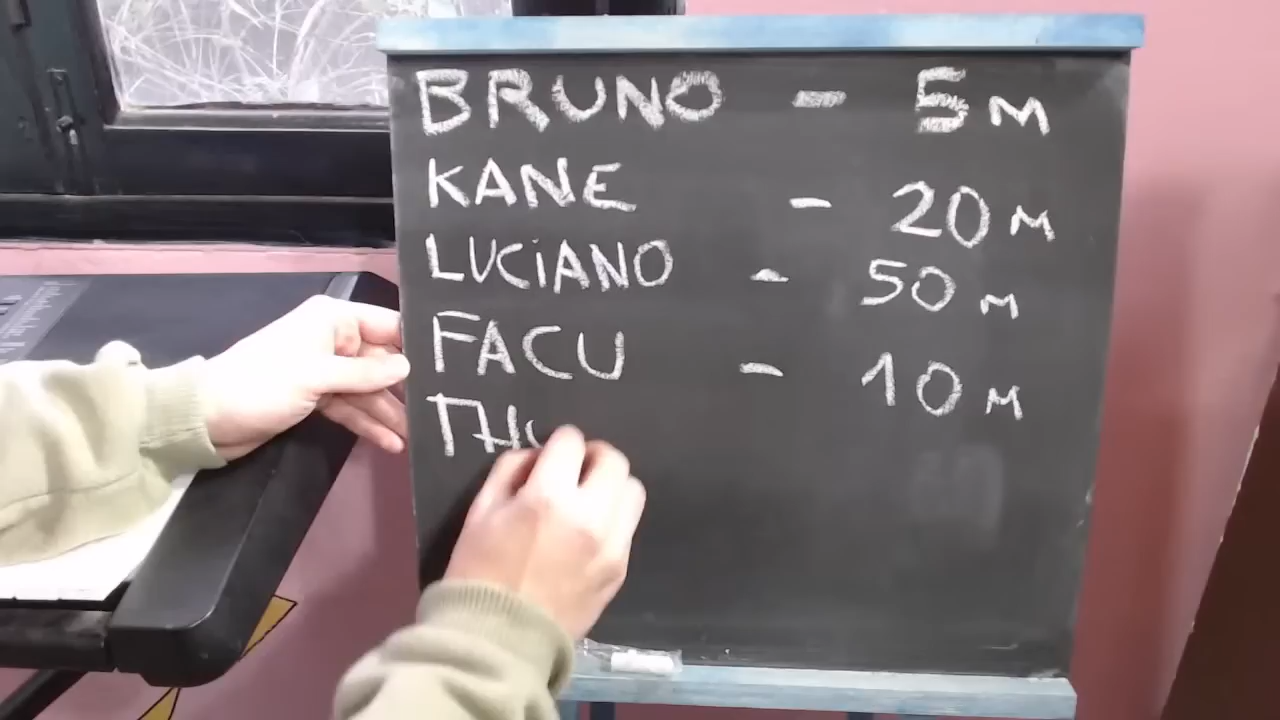 BRUNO - 5 M
KANE - 20 M
LUCiANO - 50 M
FACU - 10 M